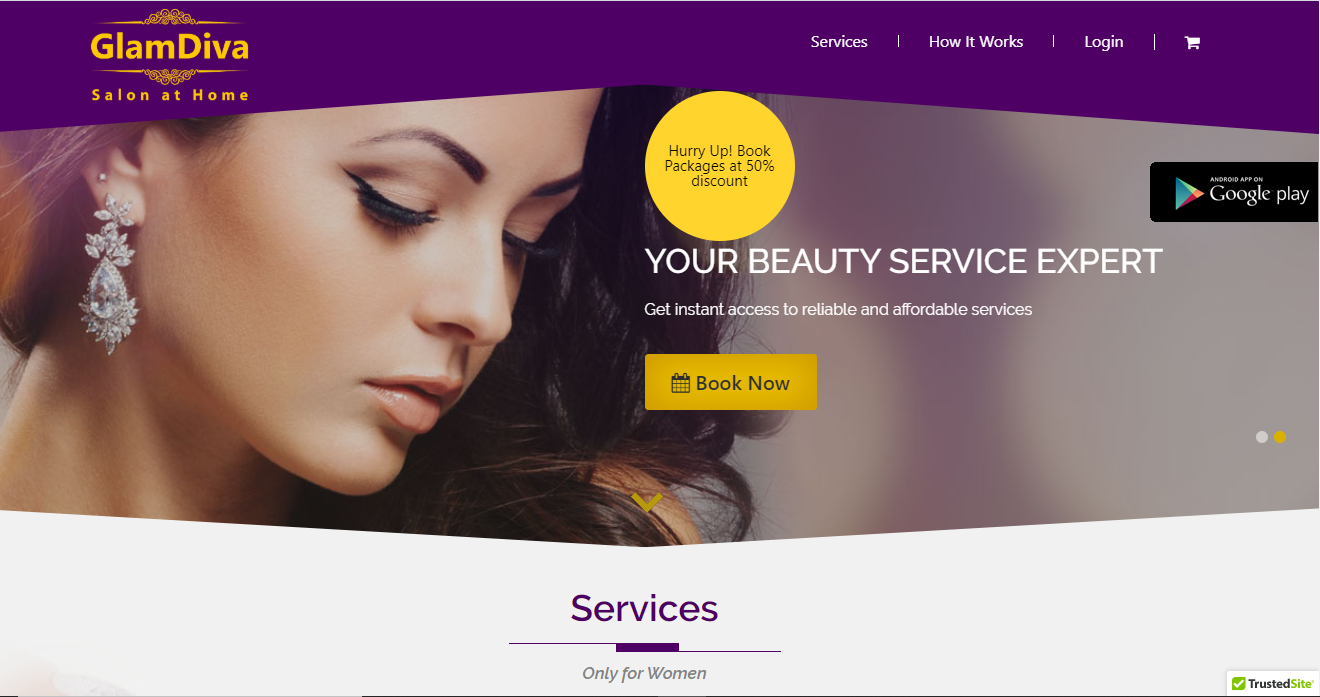 GlamDiva
Salon at Home
Services
How It Works
Login
Hurry Up! Book
Packages at 50%
discount
ANDROID APP ON
Google play
YOUR BEAUTY SERVICE EXPERT
Get instant access to reliable and affordable services
Book Now
Services
Only for Women
TrustedSite